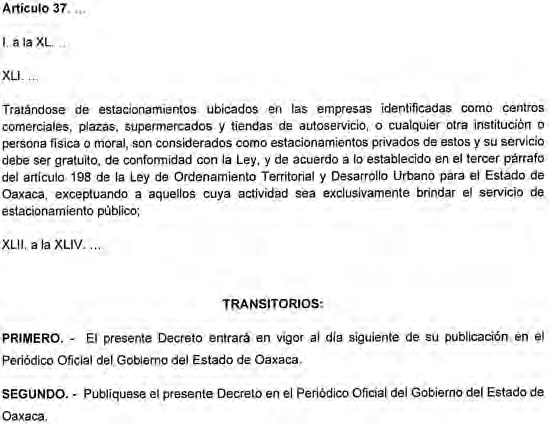 Artículo 37. ...
I. a la XL. ..
XLI. ...
Tratándose de estacionamientos ubicados en las empresas identificadas como centros
comerciales, plazas, supermercados y tiendas de autoservicio, o cualquier otra institución o
persona física o moral, son considerados como estacionamientos privados de estos y su servicio
debe ser gratuito, de conformidad con la Ley, y de acuerdo a lo establecido en el tercer párrafo
del artículo 198 de la Ley de Ordenamiento Territorial y Desarrollo Urbano para el Estado de
Oaxaca, exceptuando a aquellos cuya actividad sea exclusivamente brindar el servicio de
estacionamiento público;
XLII. a la XLIV. ...
TRANSITORIOS:
PRIMERO. - El presente Decreto entrará en vigor al día siguiente de su publicación en el
Periódico Oficial del Gobierno del Estado de Oaxaca.
SEGUNDO. - Publíquese el presente Decreto en el Periódico Oficial del Gobierno del Estado de
Oaxaca.